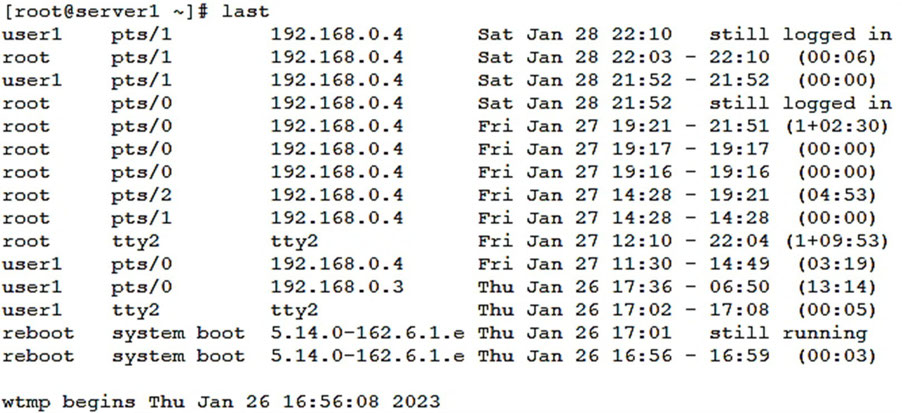 [root@server1 ~]# last
user1    pts/1        192.168.0.4      Sat Jan 28 22:10   still logged in
root     pts/1        192.168.0.4      Sat Jan 28 22:03 - 22:10  (00:06)
user1    pts/1        192.168.0.4      Sat Jan 28 21:52 - 21:52  (00:00)
root     pts/0        192.168.0.4      Sat Jan 28 21:52   still logged in
root     pts/0        192.168.0.4      Fri Jan 27 19:21 - 21:51 (1+02:30)
root     pts/0        192.168.0.4      Fri Jan 27 19:17 - 19:17  (00:00)
root     pts/0        192.168.0.4      Fri Jan 27 19:16 - 19:16  (00:00)
root     pts/2        192.168.0.4      Fri Jan 27 14:28 - 19:21  (04:53)
root     pts/1        192.168.0.4      Fri Jan 27 14:28 - 14:28  (00:00)
root     tty2         tty2             Fri Jan 27 12:10 - 22:04 (1+09:53)
user1    pts/0        192.168.0.4      Fri Jan 27 11:30 - 14:49  (03:19)
user1    pts/0        192.168.0.3      Thu Jan 26 17:36 - 06:50  (13:14)
user1    tty2         tty2             Thu Jan 26 17:02 - 17:08  (00:05)
reboot   system boot  5.14.0-162.6.1.e Thu Jan 26 17:01   still running
reboot   system boot  5.14.0-162.6.1.e Thu Jan 26 16:56 - 16:59  (00:03)
wtmp begins Thu Jan 26 16:56:08 2023